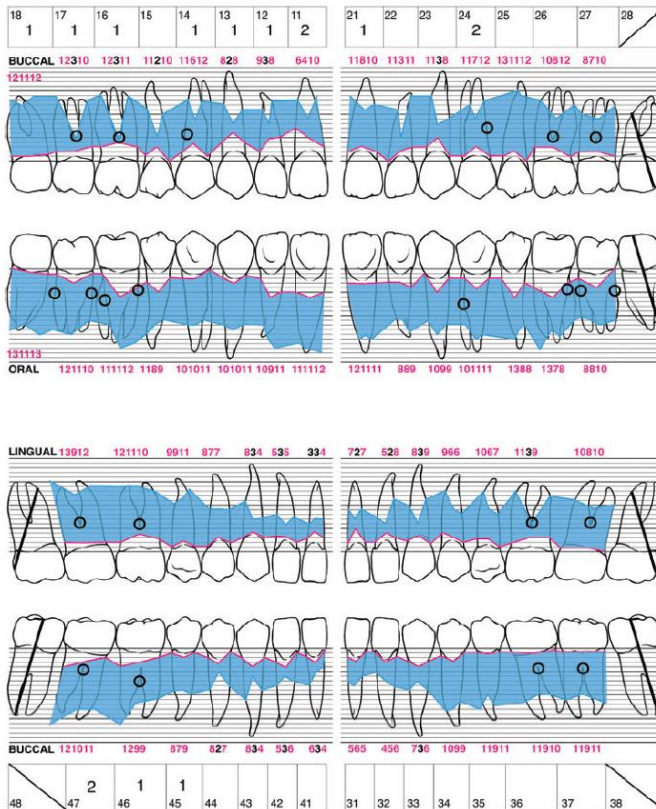 18 17 16 15 14 13 12 11 21 22 23 24 25 26 27 28
1 1 1 1 1 1 2 1 2
BUCCAL 12310 12311 11210 11612 828 938 6410 11810 11311 1138 11712 131112 10812 8710
121112
131113
ORAL 121110 111112 1189 101011 101011 10911 111112 121111 889 1099 101111 1388 1378 8810
LINGUAL 13912 121110 9911 877 834 535 334 727 528 839 966 1067 1139 10810
BUCCAL 121011 1299 879 827 834 536 634 565 456 736 1099 11911 11910 11911
2 1 1
48 47 46 45 44 43 42 41 31 32 33 34 35 36 37 38